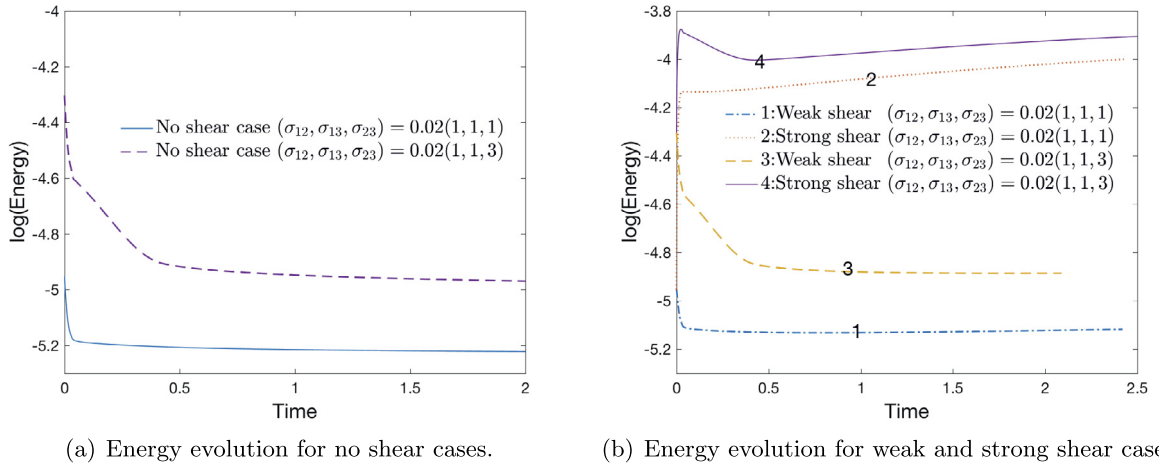 -4
-4.2
-4.4
-4.6
-4.8
-5
-5.2
log(Energy)
No shear case (σ₁₂, σ₁₃, σ₂₃) = 0.02(1, 1, 1)
No shear case (σ₁₂, σ₁₃, σ₂₃) = 0.02(1, 1, 3)
0
0.5
1
1.5
2
Time
(a) Energy evolution for no shear cases.
-3.8
-4
-4.2
-4.4
-4.6
-4.8
-5
-5.2
log(Energy)
4
2
1:Weak shear (σ₁₂, σ₁₃, σ₂₃) = 0.02(1, 1, 1)
2:Strong shear (σ₁₂, σ₁₃, σ₂₃) = 0.02(1, 1, 1)
3:Weak shear (σ₁₂, σ₁₃, σ₂₃) = 0.02(1, 1, 3)
4:Strong shear (σ₁₂, σ₁₃, σ₂₃) = 0.02(1, 1, 3)
3
1
0
0.5
1
1.5
2
2.5
Time
(b) Energy evolution for weak and strong shear case